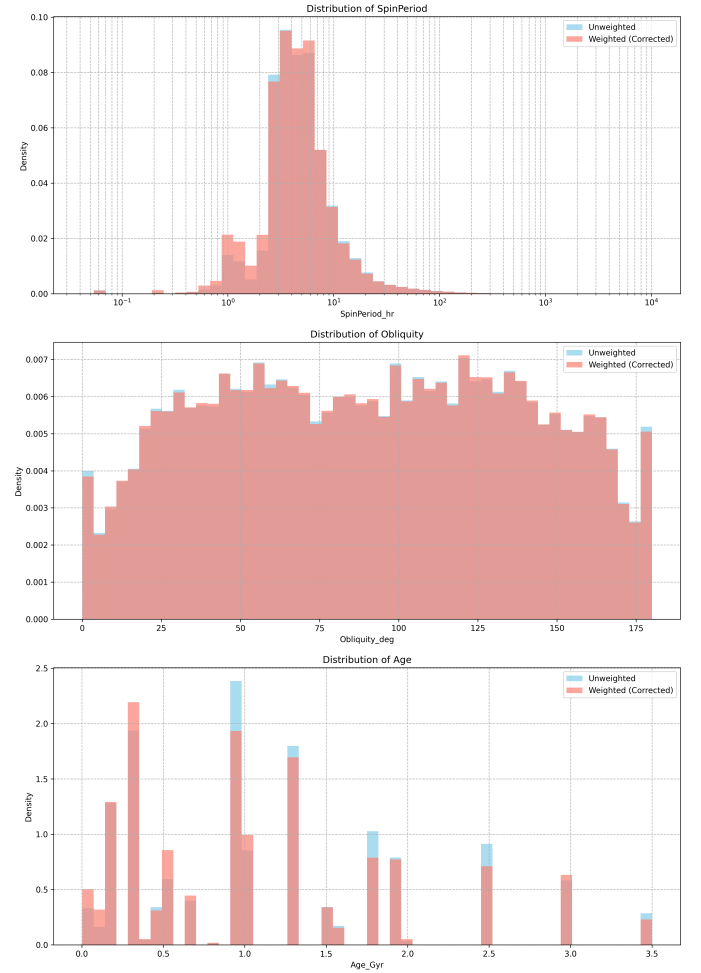 Distribution of SpinPeriod
0.10
0.08
0.06
0.04
0.02
0.00
Density
Unweighted
Weighted (Corrected)
10⁻¹ 10⁰ 10¹ 10² 10³ 10⁴
SpinPeriod_hr
Distribution of Obliquity
0.007
0.006
0.005
0.004
0.003
0.002
0.001
0.000
Density
Unweighted
Weighted (Corrected)
0 25 50 75 100 125 150 175
Obliquity_deg
Distribution of Age
2.5
2.0
1.5
1.0
0.5
0.0
Density
Unweighted
Weighted (Corrected)
0.0 0.5 1.0 1.5 2.0 2.5 3.0 3.5
Age_Gyr